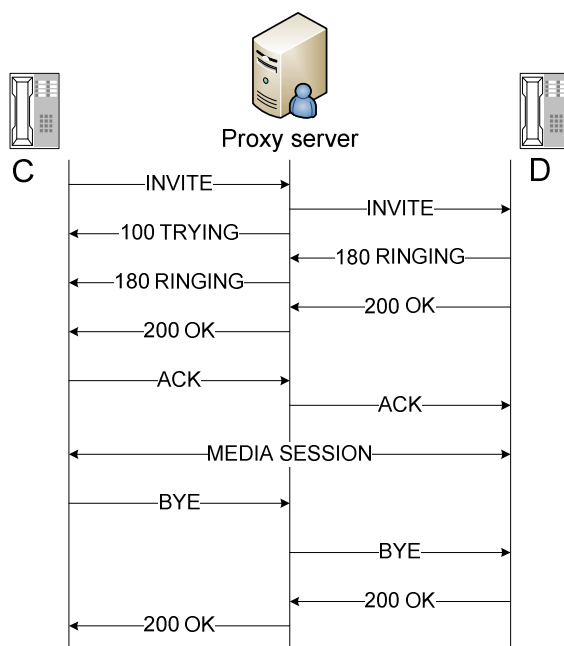 Proxy server
C
D
INVITE
INVITE
100 TRYING
180 RINGING
180 RINGING
200 OK
200 OK
ACK
ACK
MEDIA SESSION
BYE
BYE
200 OK
200 OK